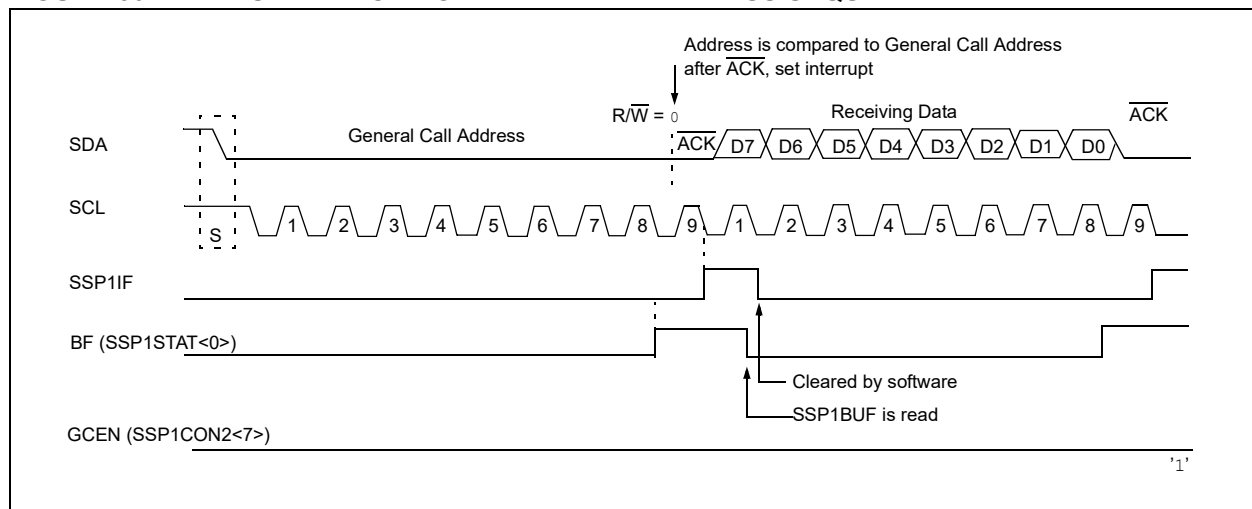 Address is compared to General Call Address
after ACK, set interrupt
R/W = 0
Receiving Data
ACK
General Call Address
SDA
ACK
D7 D6 D5 D4 D3 D2 D1 D0
SCL
S
1 2 3 4 5 6 7 8 9 1 2 3 4 5 6 7 8 9
SSP1IF
BF (SSP1STAT<0>)
Cleared by software
SSP1BUF is read
GCEN (SSP1CON2<7>)
'1'